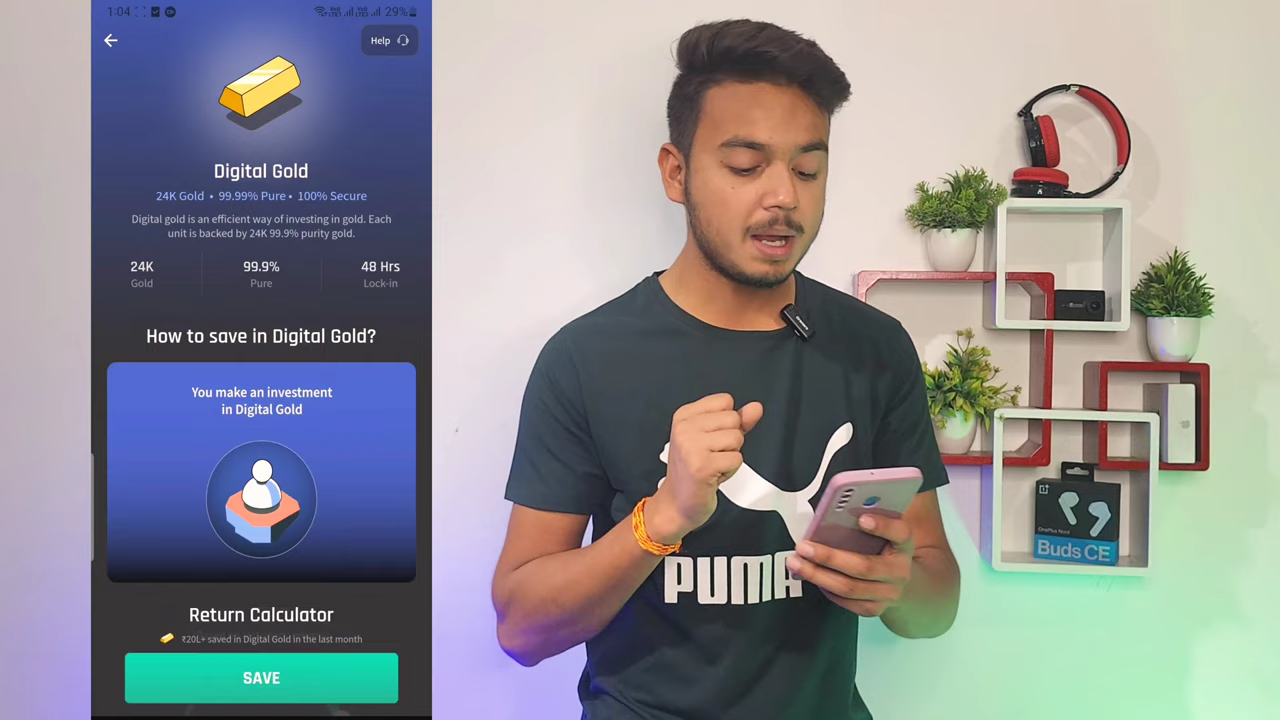 1:04
29%
Help
Digital Gold
24K Gold • 99.99% Pure • 100% Secure
Digital gold is an efficient way of investing in gold. Each
unit is backed by 24K 99.9% purity gold.
24K
Gold
99.9%
Pure
48 Hrs
Lock-in
How to save in Digital Gold?
You make an investment
in Digital Gold
Return Calculator
₹20L+ saved in Digital Gold in the last month
SAVE
PUMA
OnePlus Nord
Buds CE